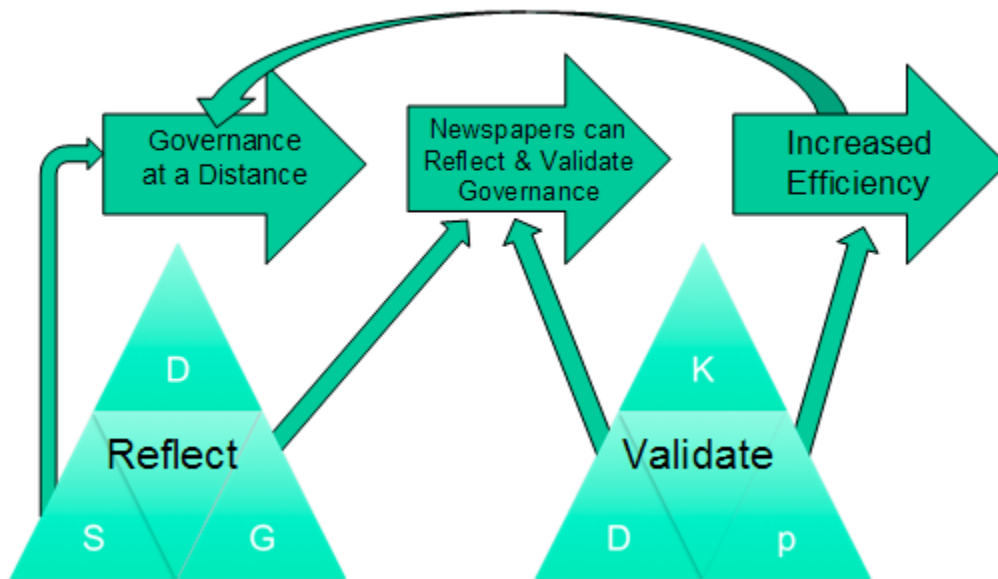 Governance
at a Distance
Newspapers can
Reflect & Validate
Governance
Increased
Efficiency
D
Reflect
S
G
K
Validate
D
p